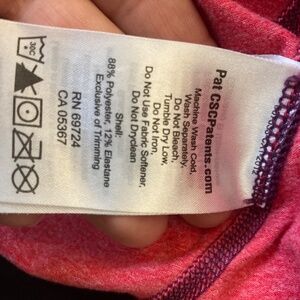 Pat CSCPatents.com
Machine Wash Cold,
Wash Separately,
Do Not Bleach,
Tumble Dry Low,
Do Not Iron,
Do Not Use Fabric Softener,
Do Not Dryclean
Shell:
88% Polyester, 12% Elastane
Exclusive of Trimming
RN 69724
CA 05367
30C